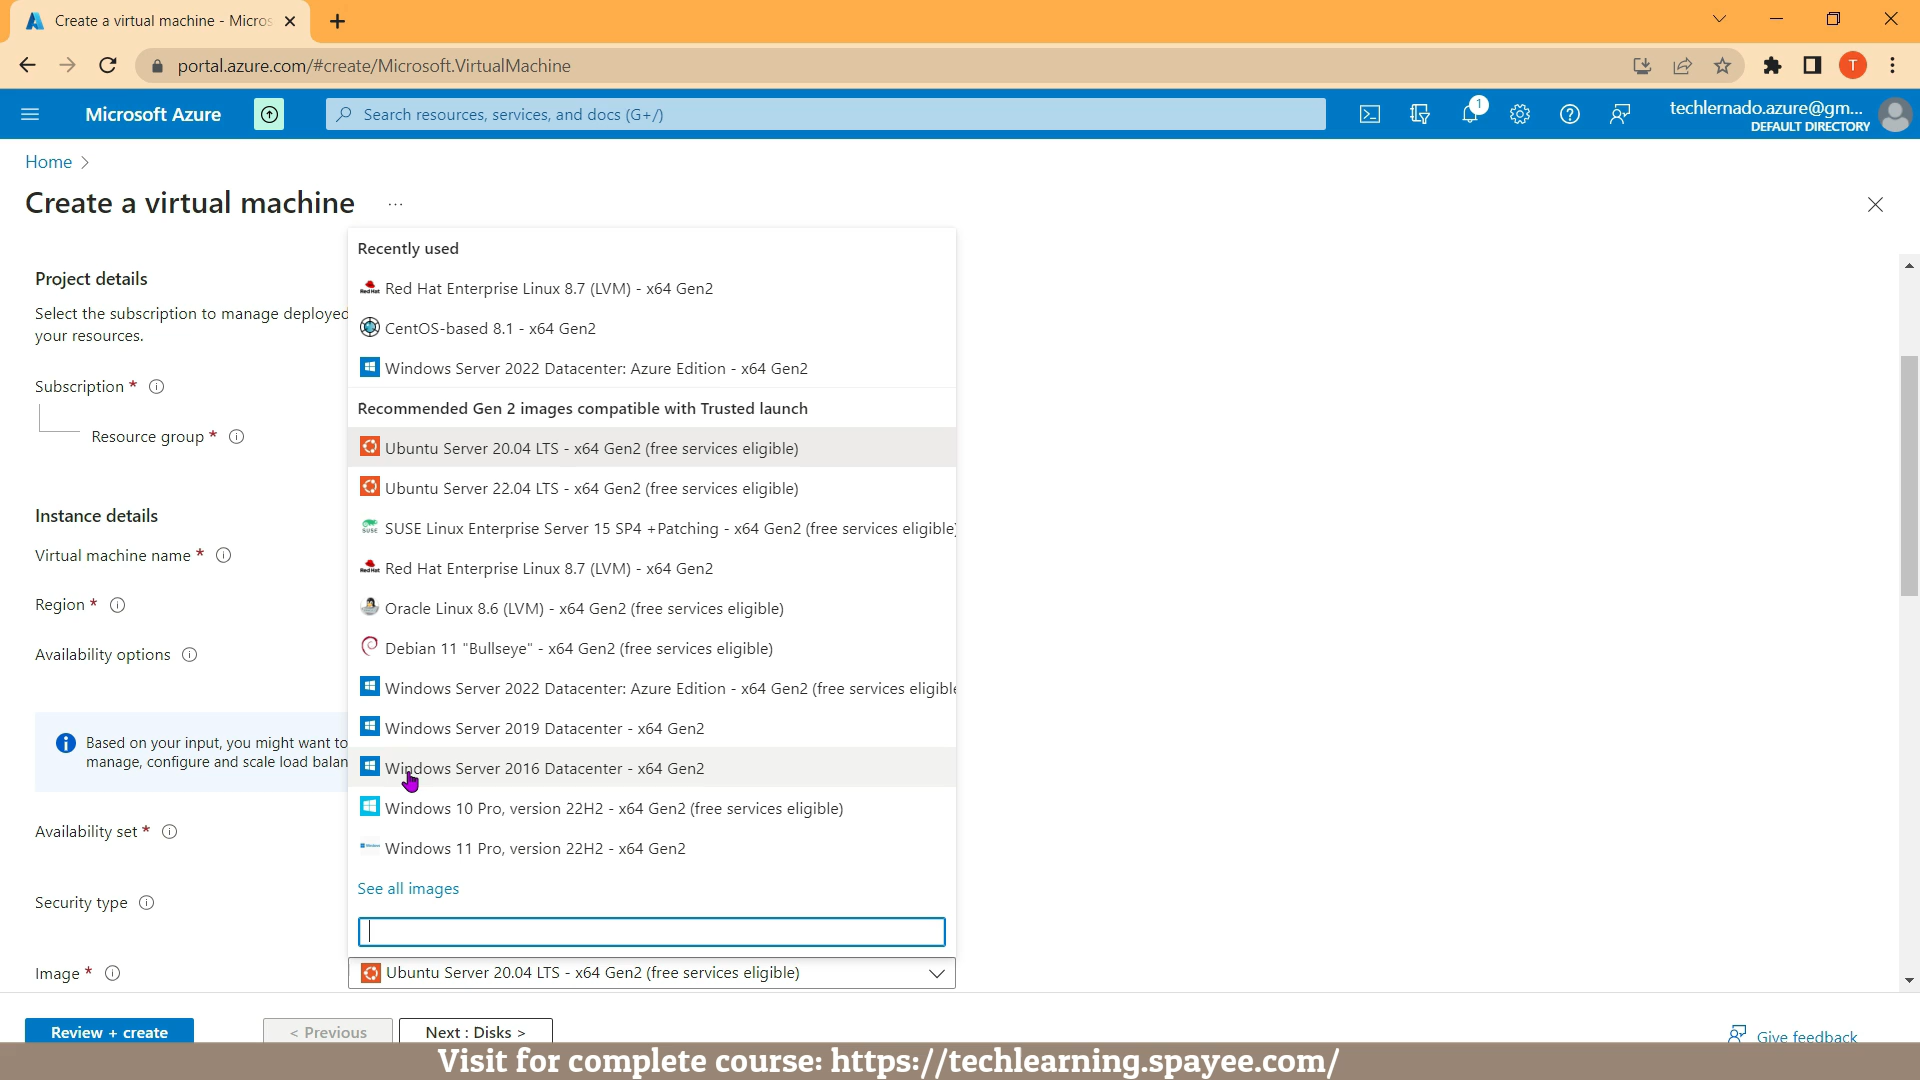 Create a virtual machine - Micros
portal.azure.com/#create/Microsoft.VirtualMachine
T
Microsoft Azure
Search resources, services, and docs (G+/)
1
techlernado.azure@gm...
DEFAULT DIRECTORY
Home
Create a virtual machine
...
Project details
Select the subscription to manage deployed
your resources.
Subscription *
Resource group *
Instance details
Virtual machine name *
Region *
Availability options
Based on your input, you might want to
manage, configure and scale load balan
Availability set *
Security type
Image *
Recently used
Red Hat Enterprise Linux 8.7 (LVM) - x64 Gen2
CentOS-based 8.1 - x64 Gen2
Windows Server 2022 Datacenter: Azure Edition - x64 Gen2
Recommended Gen 2 images compatible with Trusted launch
Ubuntu Server 20.04 LTS - x64 Gen2 (free services eligible)
Ubuntu Server 22.04 LTS - x64 Gen2 (free services eligible)
SUSE Linux Enterprise Server 15 SP4 +Patching - x64 Gen2 (free services eligible)
Red Hat Enterprise Linux 8.7 (LVM) - x64 Gen2
Oracle Linux 8.6 (LVM) - x64 Gen2 (free services eligible)
Debian 11 "Bullseye" - x64 Gen2 (free services eligible)
Windows Server 2022 Datacenter: Azure Edition - x64 Gen2 (free services eligible
Windows Server 2019 Datacenter - x64 Gen2
Windows Server 2016 Datacenter - x64 Gen2
Windows 10 Pro, version 22H2 - x64 Gen2 (free services eligible)
Windows 11 Pro, version 22H2 - x64 Gen2
See all images
Ubuntu Server 20.04 LTS - x64 Gen2 (free services eligible)
Review + create
< Previous
Next : Disks >
Give feedback
Visit for complete course: https://techlearning.spayee.com/